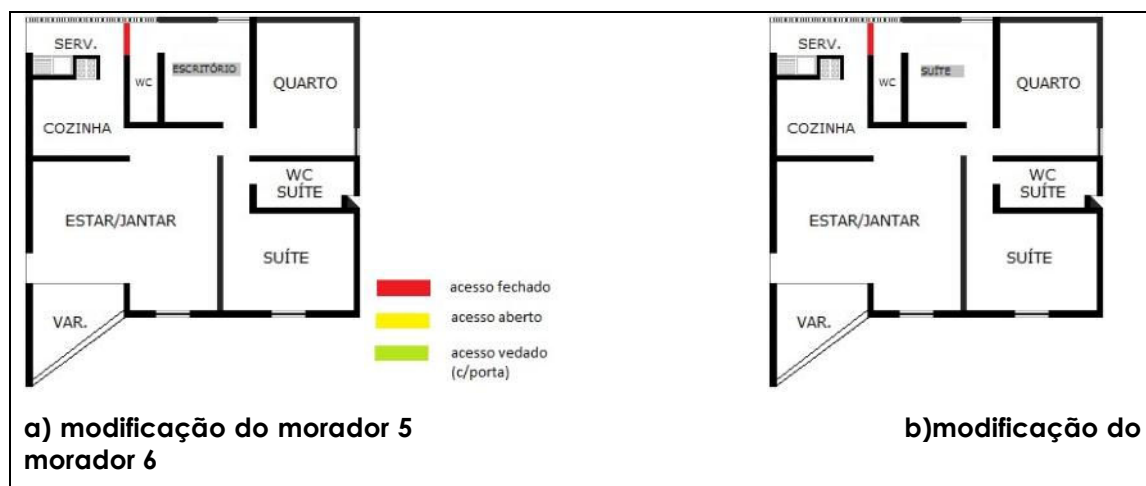 SERV.
WC
ESCRITÓRIO
QUARTO
COZINHA
WC
SUÍTE
ESTAR/JANTAR
SUÍTE
VAR.
acesso fechado
acesso aberto
acesso vedado
(c/porta)
SERV.
WC
SUÍTE
QUARTO
COZINHA
WC
SUÍTE
ESTAR/JANTAR
SUÍTE
VAR.
a) modificação do morador 5 b)modificação do
morador 6